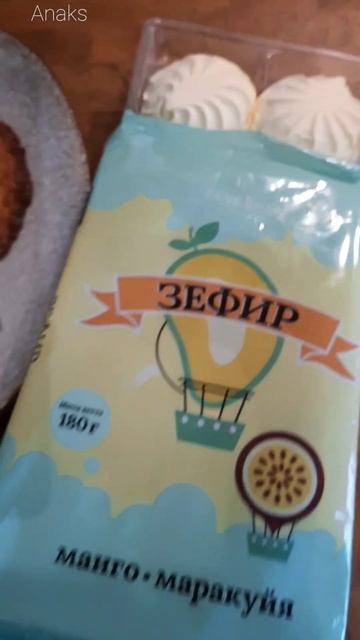 Anaks
ЗЕФИР
Масса нетто
180 г
манго • маракуйя